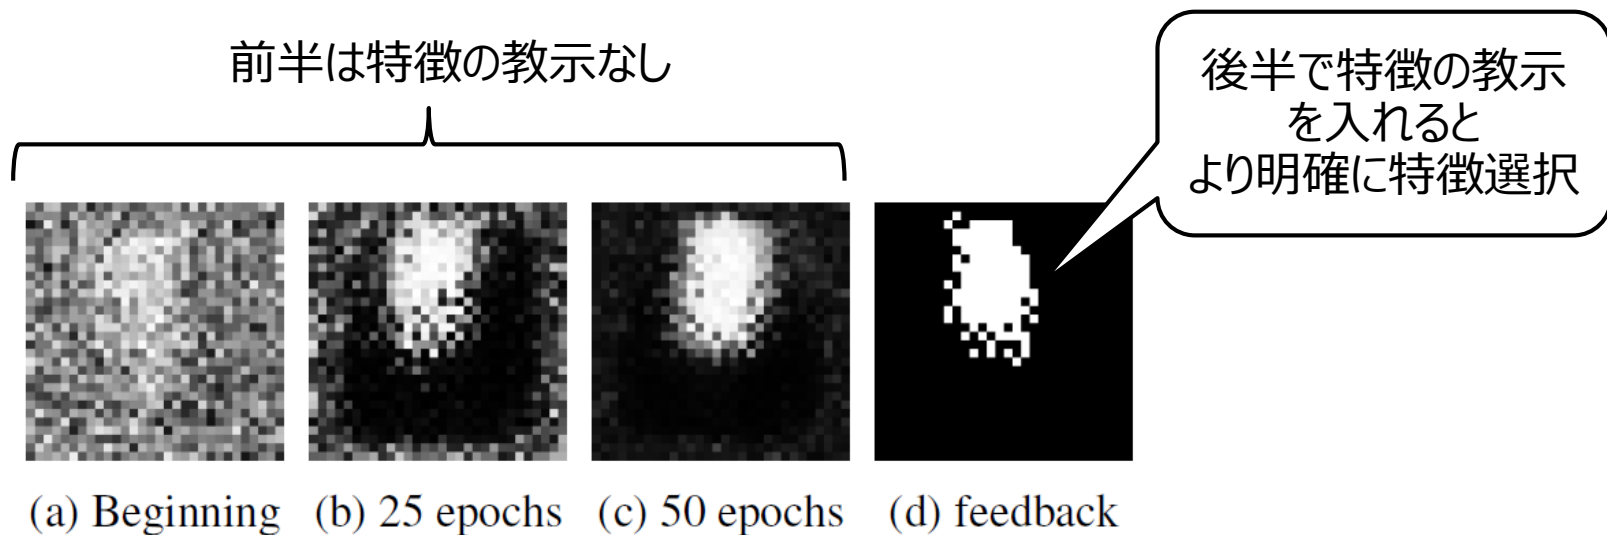 前半は特徴の教示なし
後半で特徴の教示
を入れると
より明確に特徴選択
(a) Beginning
(b) 25 epochs
(c) 50 epochs
(d) feedback